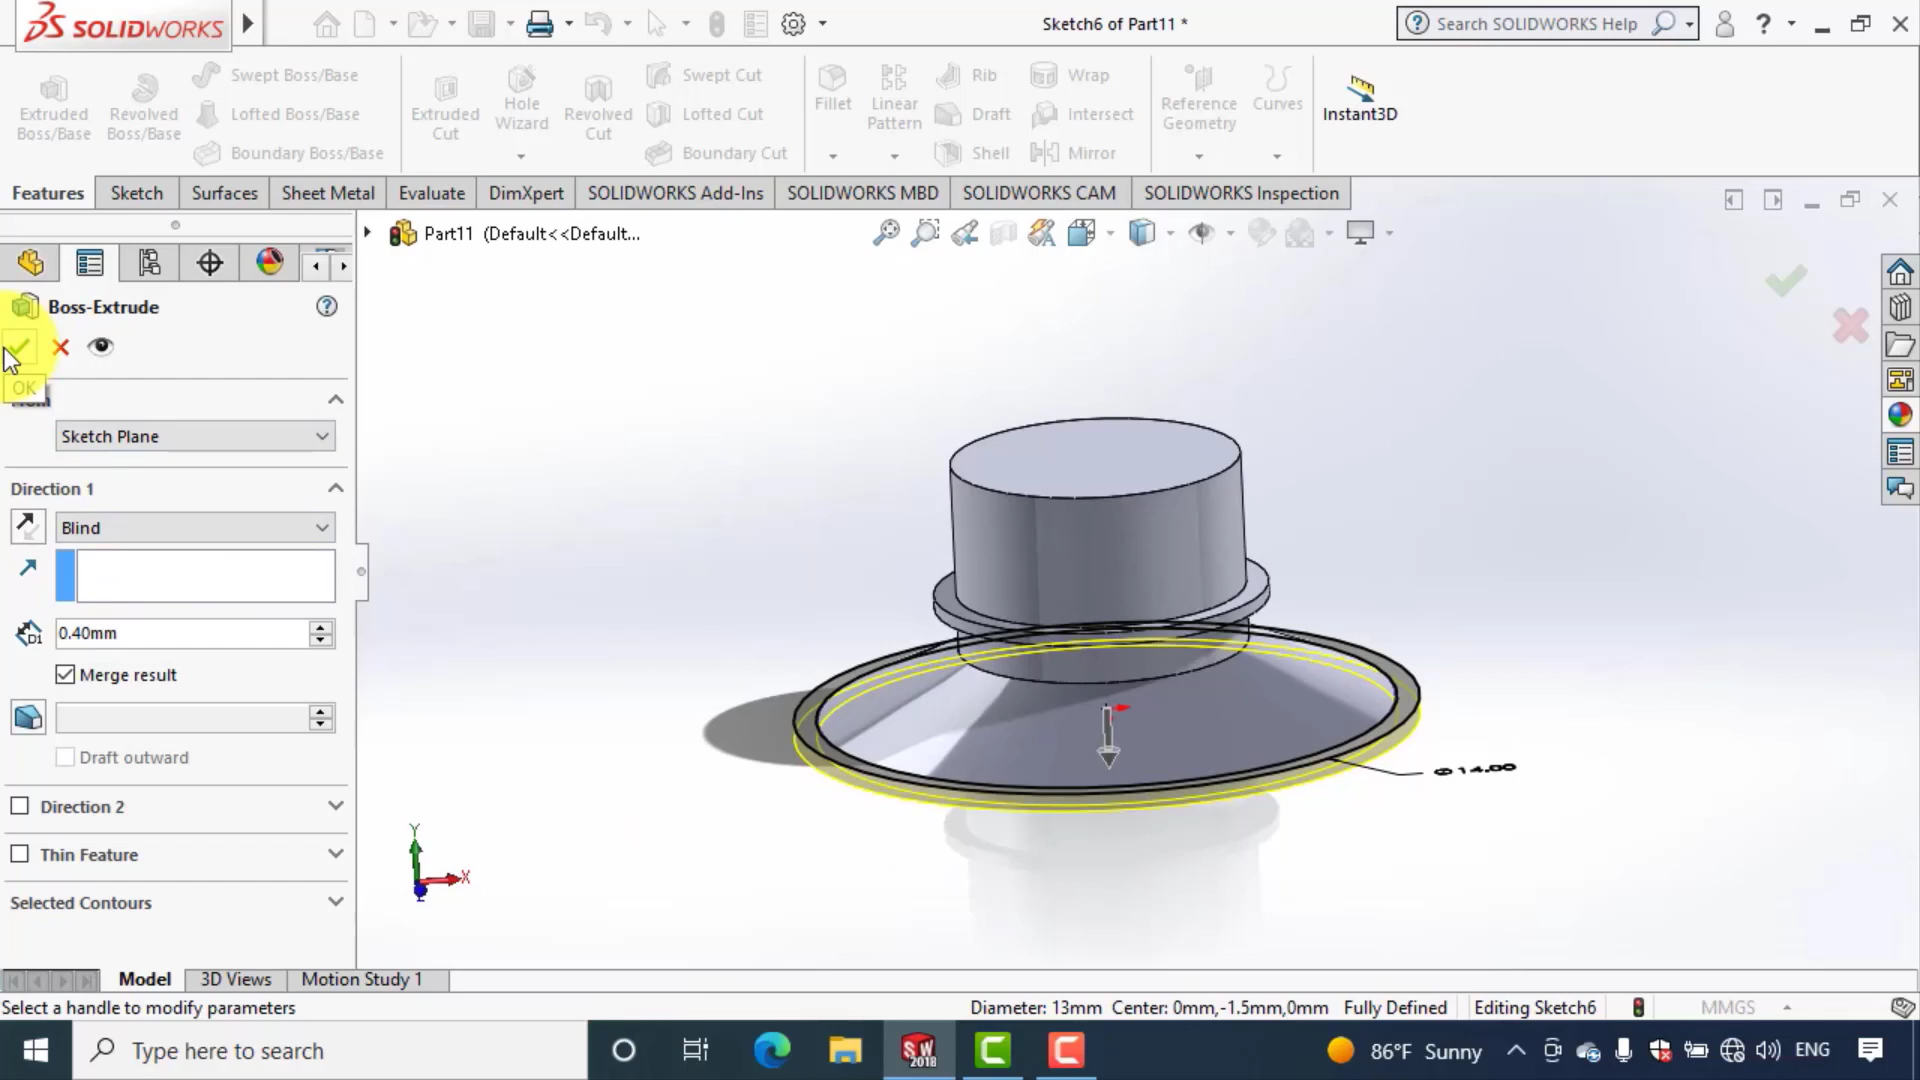 SOLIDWORKS
Sketch6 of Part11 *
Search SOLIDWORKS Help
Extruded Boss/Base
Revolved Boss/Base
Swept Boss/Base
Lofted Boss/Base
Boundary Boss/Base
Extruded Cut
Hole Wizard
Revolved Cut
Swept Cut
Lofted Cut
Boundary Cut
Fillet
Linear Pattern
Rib
Draft
Shell
Wrap
Intersect
Mirror
Reference Geometry
Curves
Instant3D
Features
Sketch
Surfaces
Sheet Metal
Evaluate
DimXpert
SOLIDWORKS Add-Ins
SOLIDWORKS MBD
SOLIDWORKS CAM
SOLIDWORKS Inspection
Part11 (Default<<Default...
Boss-Extrude
OK
Sketch Plane
Direction 1
Blind
D1
0.40mm
Merge result
Draft outward
Direction 2
Thin Feature
Selected Contours
Ø14.00
Y
X
Model
3D Views
Motion Study 1
Select a handle to modify parameters
Diameter: 13mm Center: 0mm,-1.5mm,0mm
Fully Defined
Editing Sketch6
MMGS
Type here to search
SW 2018
86°F Sunny
ENG